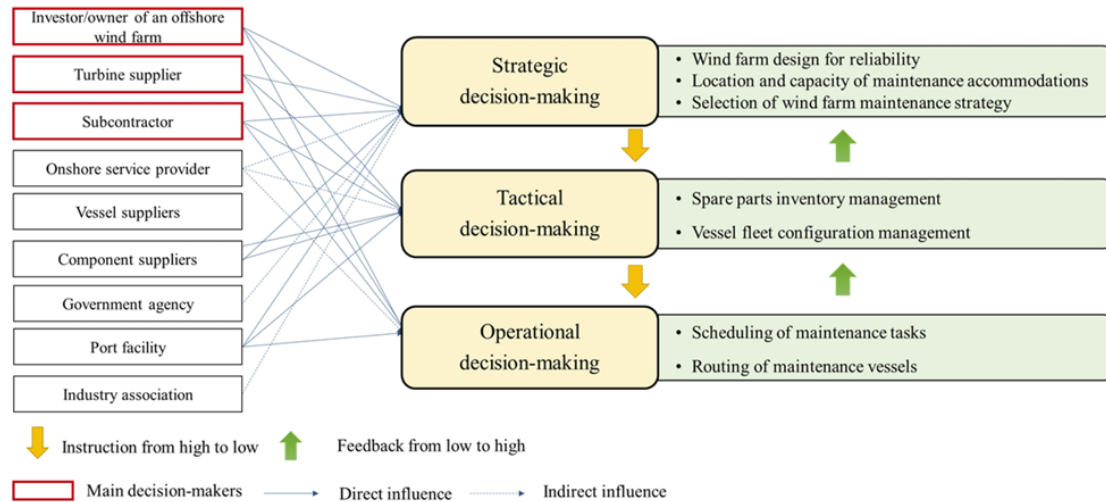 Investor/owner of an offshore
wind farm
Turbine supplier
Subcontractor
Onshore service provider
Vessel suppliers
Component suppliers
Government agency
Port facility
Industry association
Strategic
decision-making
• Wind farm design for reliability
• Location and capacity of maintenance accommodations
• Selection of wind farm maintenance strategy
Tactical
decision-making
• Spare parts inventory management
• Vessel fleet configuration management
Operational
decision-making
• Scheduling of maintenance tasks
• Routing of maintenance vessels
Instruction from high to low
Feedback from low to high
Main decision-makers
Direct influence
Indirect influence